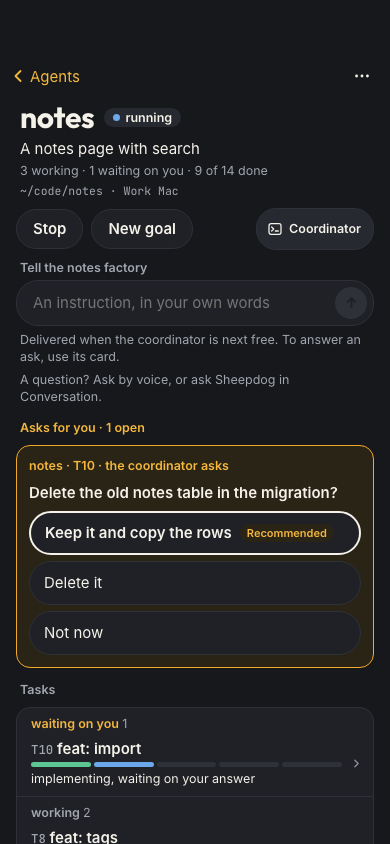 Agents
notes running
A notes page with search
3 working · 1 waiting on you · 9 of 14 done
~/code/notes · Work Mac
Stop New goal Coordinator
Tell the notes factory
An instruction, in your own words
Delivered when the coordinator is next free. To answer an
ask, use its card.
A question? Ask by voice, or ask Sheepdog in
Conversation.
Asks for you · 1 open
notes · T10 · the coordinator asks
Delete the old notes table in the migration?
Keep it and copy the rows Recommended
Delete it
Not now
Tasks
waiting on you 1
T10 feat: import
implementing, waiting on your answer
working 2
T8 feat: tags